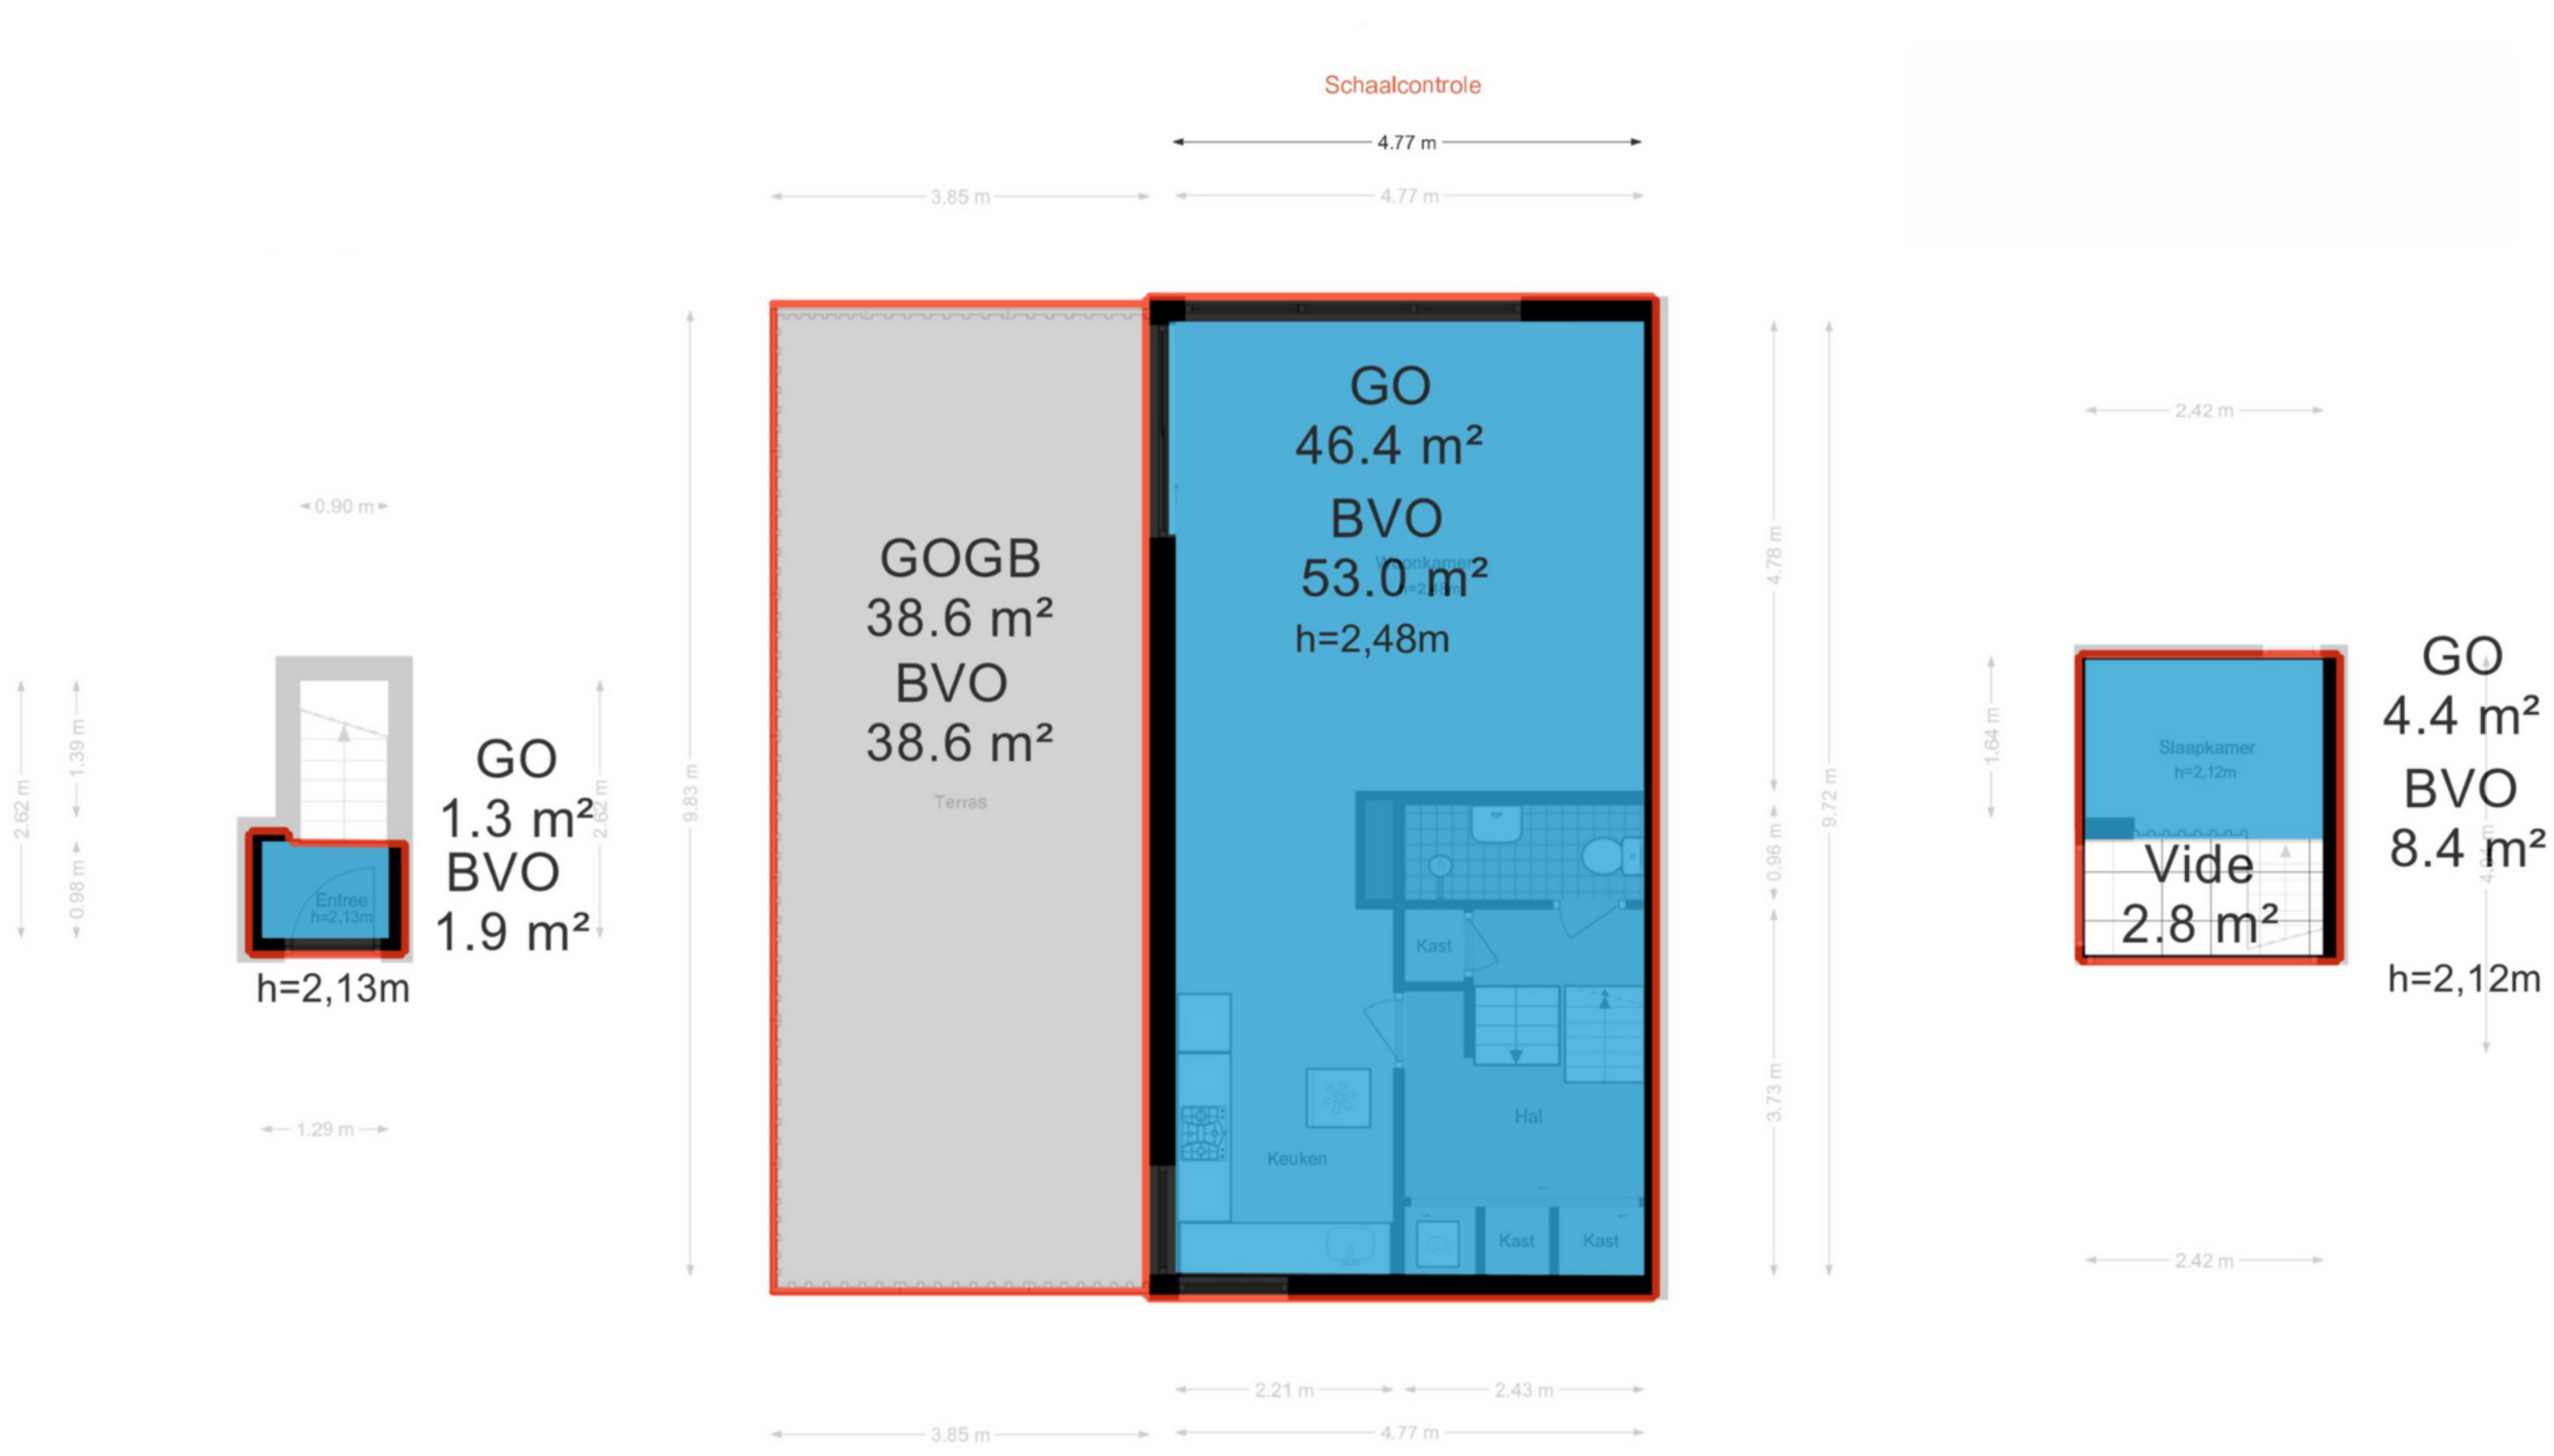 Schaalcontrole
4.77 m
3.85 m
4.77 m
0.90 m
2.62 m
1.39 m
0.98 m
Entree
h=2,13m
GO
1.3 m²
BVO
1.9 m²
h=2,13m
2.62 m
1.29 m
9.83 m
GOGB
38.6 m²
BVO
38.6 m²
Terras
GO
46.4 m²
BVO
53.0 m²
Woonkamer
h=2,48m
h=2,48m
Kast
Hal
Keuken
Kast
Kast
4.78 m
0.96 m
3.73 m
9.72 m
2.21 m
2.43 m
3.85 m
4.77 m
2.42 m
1.64 m
Slaapkamer
h=2,12m
Vide
2.8 m²
GO
4.4 m²
BVO
8.4 m²
h=2,12m
2.42 m